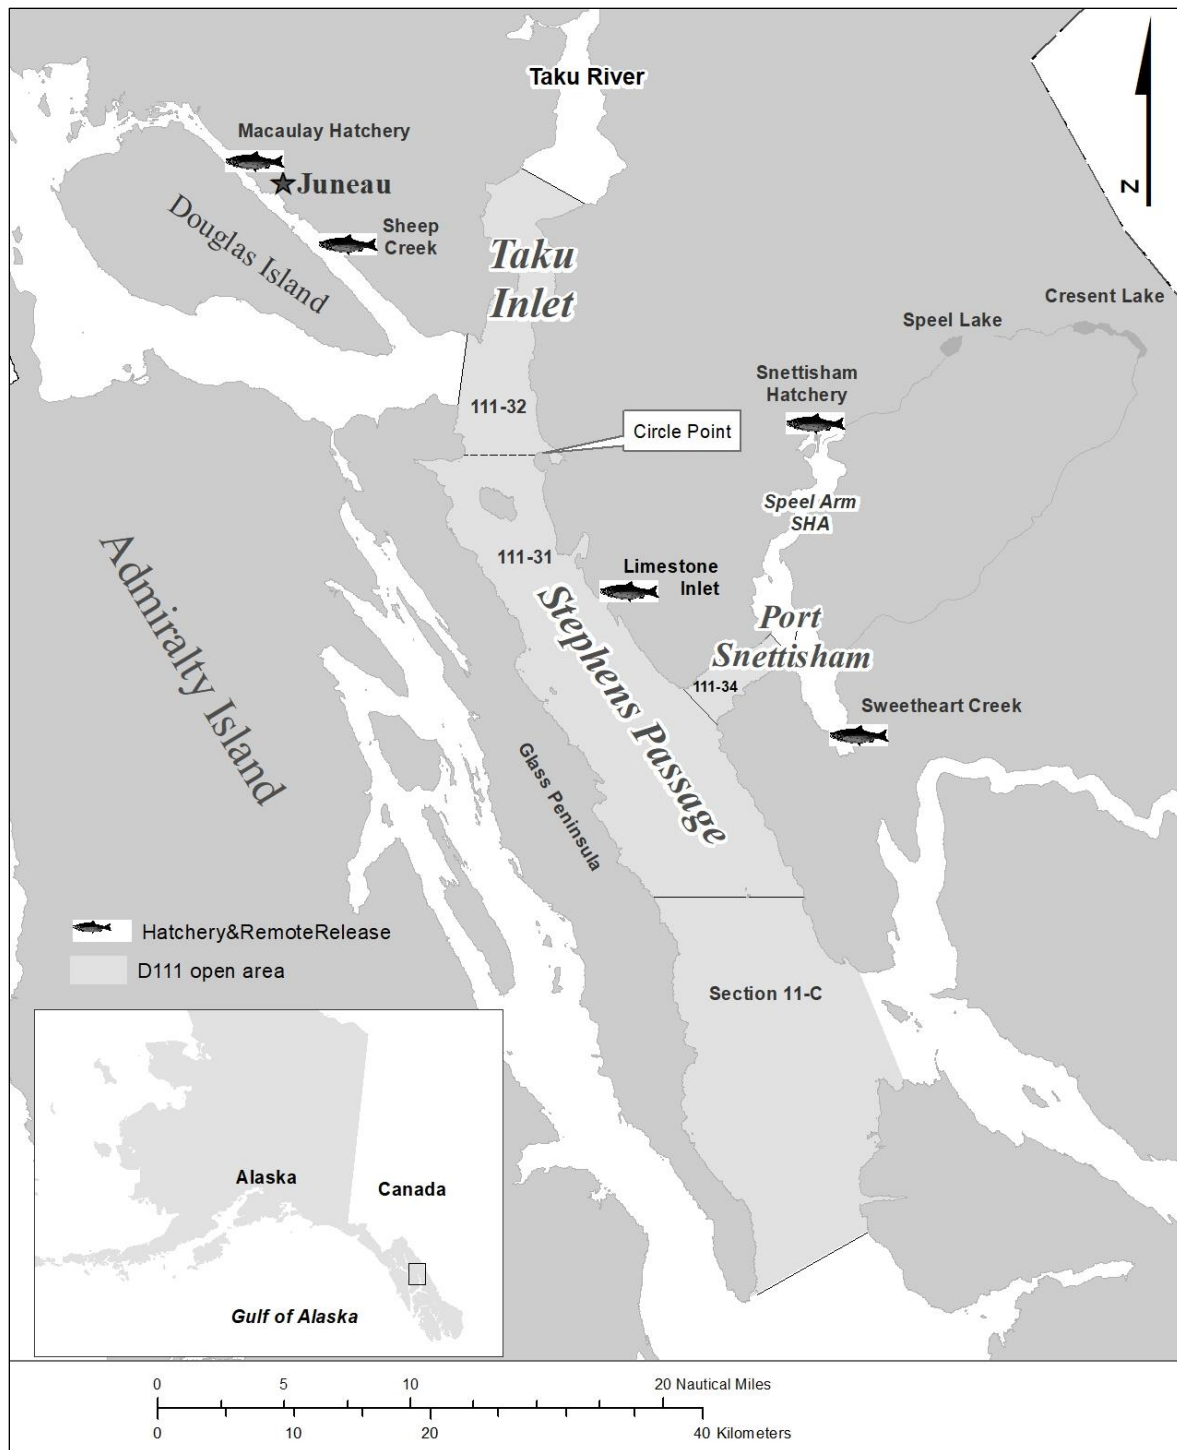 Taku River
Macaulay Hatchery
Juneau
Sheep
Creek
Douglas Island
Taku
Inlet
Cresent Lake
Speel Lake
Snettisham
Hatchery
111-32
Circle Point
Speel Arm
SHA
111-31
Limestone
Inlet
Port
Snettisham
111-34
Stephens Passage
Admiralty Island
Sweetheart Creek
Glass Peninsula
Hatchery&RemoteRelease
D111 open area
Section 11-C
Alaska
Canada
Gulf of Alaska
N
0 5 10 20 Nautical Miles
0 10 20 40 Kilometers